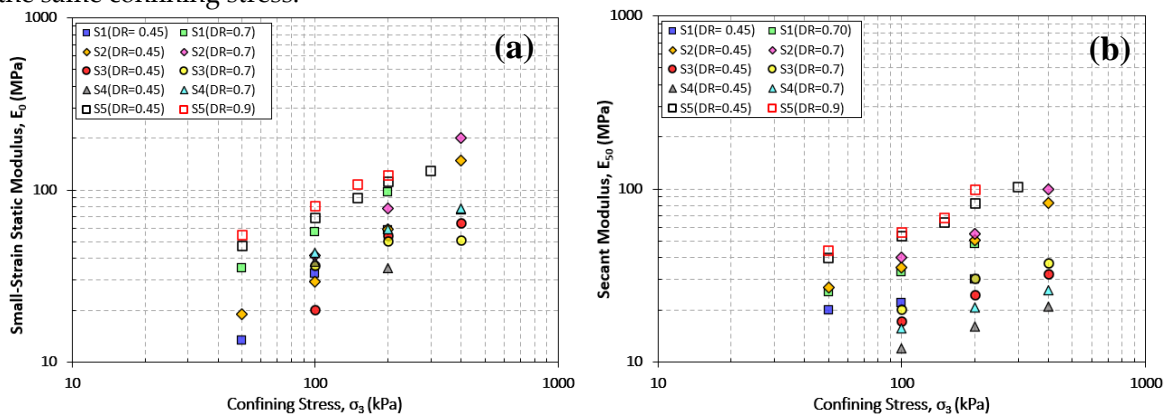 the same confining stress.
(a)
S1(DR= 0.45) S1(DR=0.7)
S2(DR=0.45) S2(DR=0.7)
S3(DR=0.45) S3(DR=0.7)
S4(DR=0.45) S4(DR=0.7)
S5(DR=0.45) S5(DR=0.9)
Small-Strain Static Modulus, E0 (MPa)
1000
100
10
10 100 1000
Confining Stress, σ3 (kPa)
(b)
S1(DR= 0.45) S1(DR=0.70)
S2(DR=0.45) S2(DR=0.7)
S3(DR=0.45) S3(DR=0.7)
S4(DR=0.45) S4(DR=0.7)
S5(DR=0.45) S5(DR=0.9)
Secant Modulus, E50 (MPa)
1000
100
10
10 100 1000
Confining Stress, σ3 (kPa)